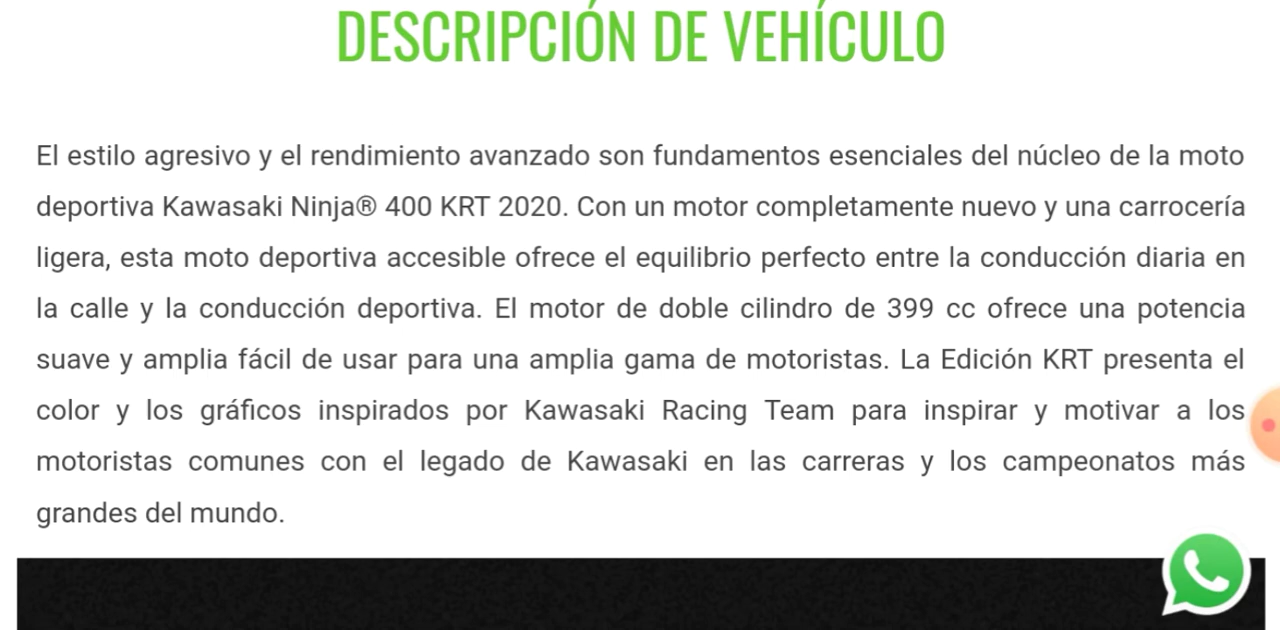 DESCRIPCIÓN DE VEHÍCULO
El estilo agresivo y el rendimiento avanzado son fundamentos esenciales del núcleo de la moto
deportiva Kawasaki Ninja® 400 KRT 2020. Con un motor completamente nuevo y una carrocería
ligera, esta moto deportiva accesible ofrece el equilibrio perfecto entre la conducción diaria en
la calle y la conducción deportiva. El motor de doble cilindro de 399 cc ofrece una potencia
suave y amplia fácil de usar para una amplia gama de motoristas. La Edición KRT presenta el
color y los gráficos inspirados por Kawasaki Racing Team para inspirar y motivar a los
motoristas comunes con el legado de Kawasaki en las carreras y los campeonatos más
grandes del mundo.